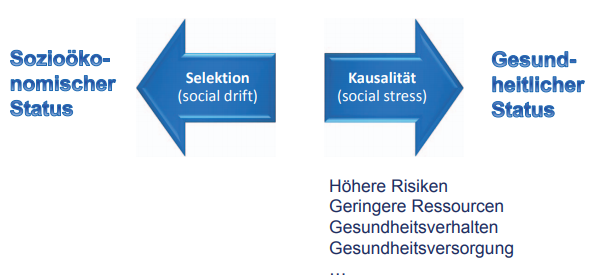 Sozioöko-
nomischer
Status
Selektion
(social drift)
Kausalität
(social stress)
Gesund-
heitlicher
Status
Höhere Risiken
Geringere Ressourcen
Gesundheitsverhalten
Gesundheitsversorgung
...